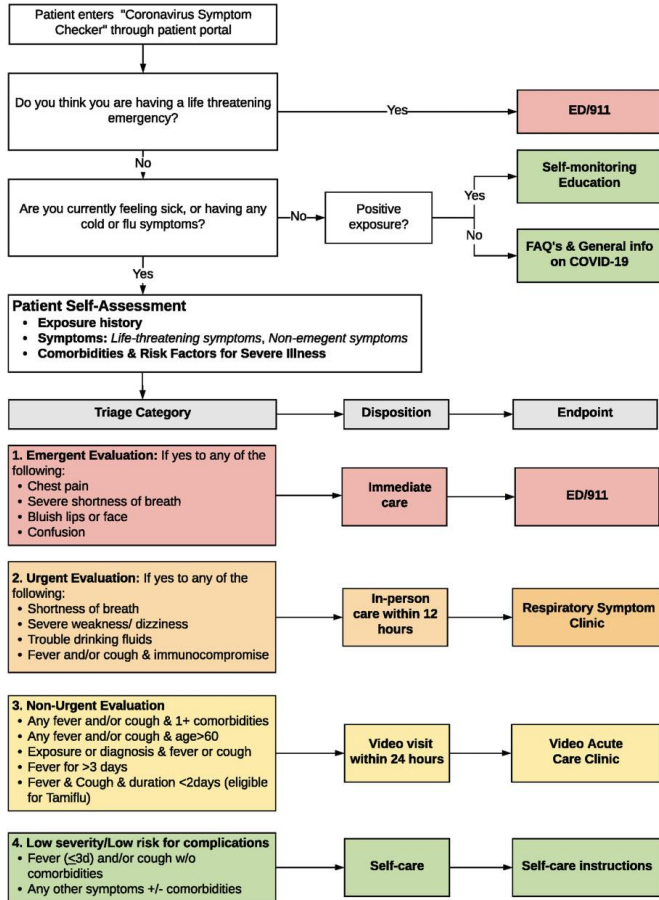 Patient enters "Coronavirus Symptom
Checker" through patient portal
Do you think you are having a life threatening
emergency?
Yes
ED/911
No
Are you currently feeling sick, or having any
cold or flu symptoms?
No
Positive
exposure?
Yes
Self-monitoring
Education
No
FAQ's & General info
on COVID-19
Yes
Patient Self-Assessment
• Exposure history
• Symptoms: Life-threatening symptoms, Non-emegent symptoms
• Comorbidities & Risk Factors for Severe Illness
Triage Category
Disposition
Endpoint
1. Emergent Evaluation: If yes to any of the
following:
• Chest pain
• Severe shortness of breath
• Bluish lips or face
• Confusion
Immediate
care
ED/911
2. Urgent Evaluation: If yes to any of the
following:
• Shortness of breath
• Severe weakness/ dizziness
• Trouble drinking fluids
• Fever and/or cough & immunocompromise
In-person
care within 12
hours
Respiratory Symptom
Clinic
3. Non-Urgent Evaluation
• Any fever and/or cough & 1+ comorbidities
• Any fever and/or cough & age>60
• Exposure or diagnosis & fever or cough
• Fever for >3 days
• Fever & Cough & duration <2days (eligible
for Tamiflu)
Video visit
within 24 hours
Video Acute
Care Clinic
4. Low severity/Low risk for complications
• Fever (≤3d) and/or cough w/o
comorbidities
• Any other symptoms +/- comorbidities
Self-care
Self-care instructions